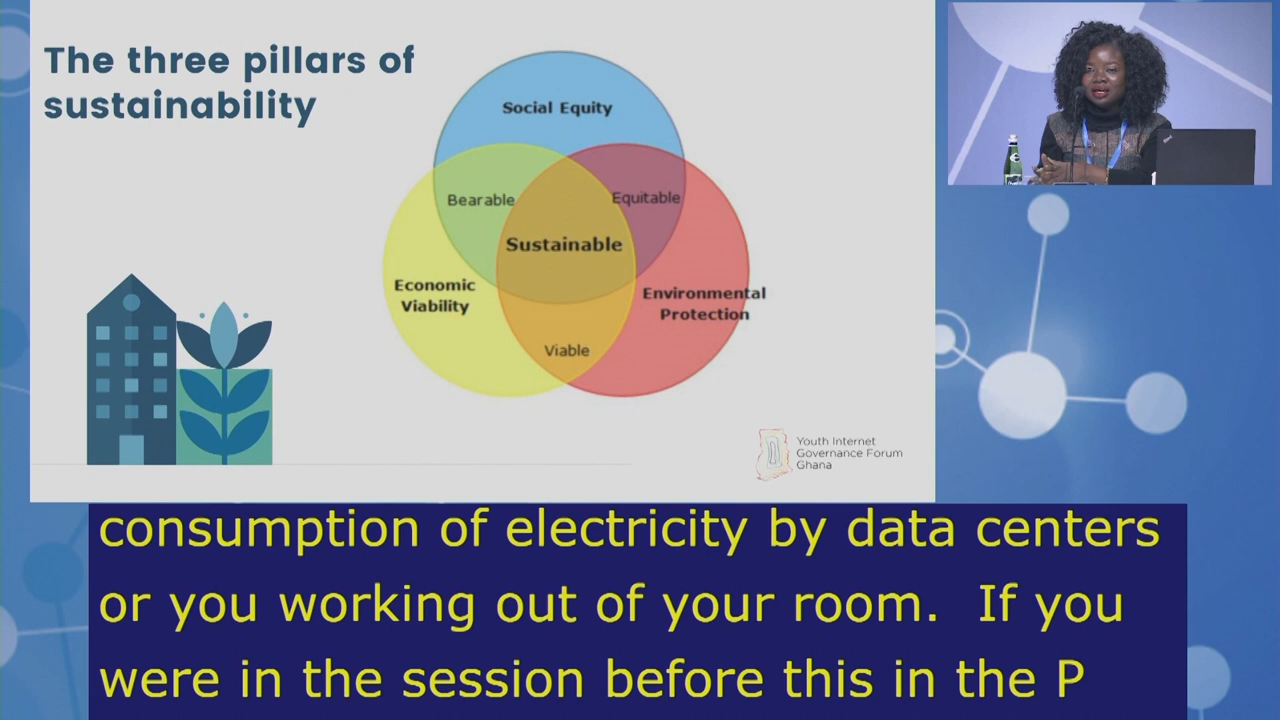 The three pillars of
sustainability
Social Equity
Bearable
Equitable
Sustainable
Economic
Viability
Environmental
Protection
Viable
Youth Internet
Governance Forum
Ghana
consumption of electricity by data centers
or you working out of your room.  If you
were in the session before this in the P